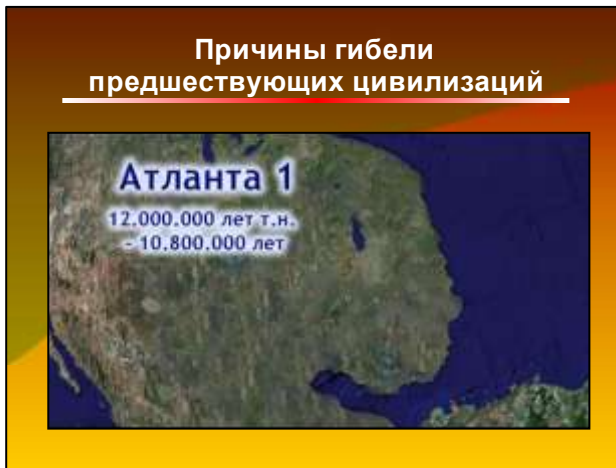 Причины гибели
предшествующих цивилизаций
Атланта 1
12.000.000 лет т.н.
- 10.800.000 лет